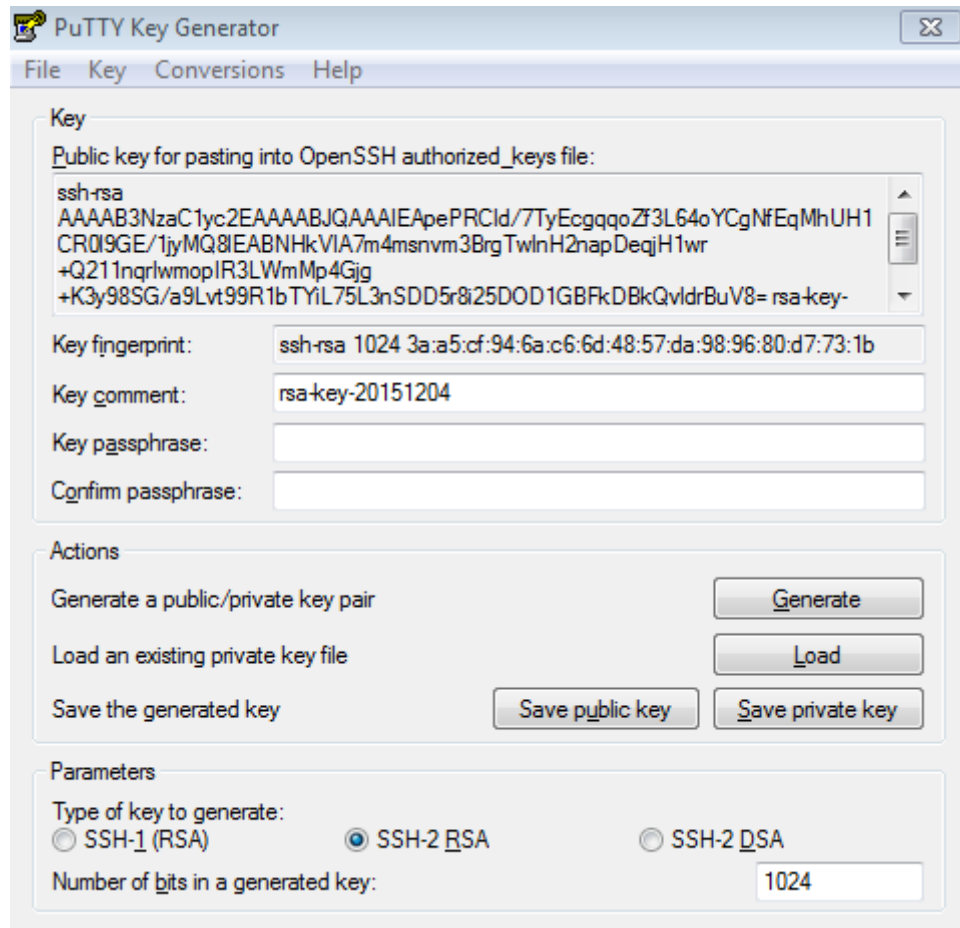 PuTTY Key Generator
File Key Conversions Help
Key
Public key for pasting into OpenSSH authorized_keys file:
ssh-rsa
AAAAB3NzaC1yc2EAAAABJQAAAIEApePRCld/7TyEcgqqoZf3L64oYCgNfEqMhUH1
CR0l9GE/1jyMQ8lEABNHkVlA7m4msnvm3BrgTwlnH2napDeqjH1wr
+Q211nqrlwmoplR3LWmMp4Gjg
+K3y98SG/a9Lvt99R1bTYiL75L3nSDD5r8i25DOD1GBFkDBkQvldrBuV8= rsa-key-
Key fingerprint: ssh-rsa 1024 3a:a5:cf:94:6a:c6:6d:48:57:da:98:96:80:d7:73:1b
Key comment: rsa-key-20151204
Key passphrase:
Confirm passphrase:
Actions
Generate a public/private key pair Generate
Load an existing private key file Load
Save the generated key Save public key Save private key
Parameters
Type of key to generate:
SSH-1 (RSA) SSH-2 RSA SSH-2 DSA
Number of bits in a generated key: 1024